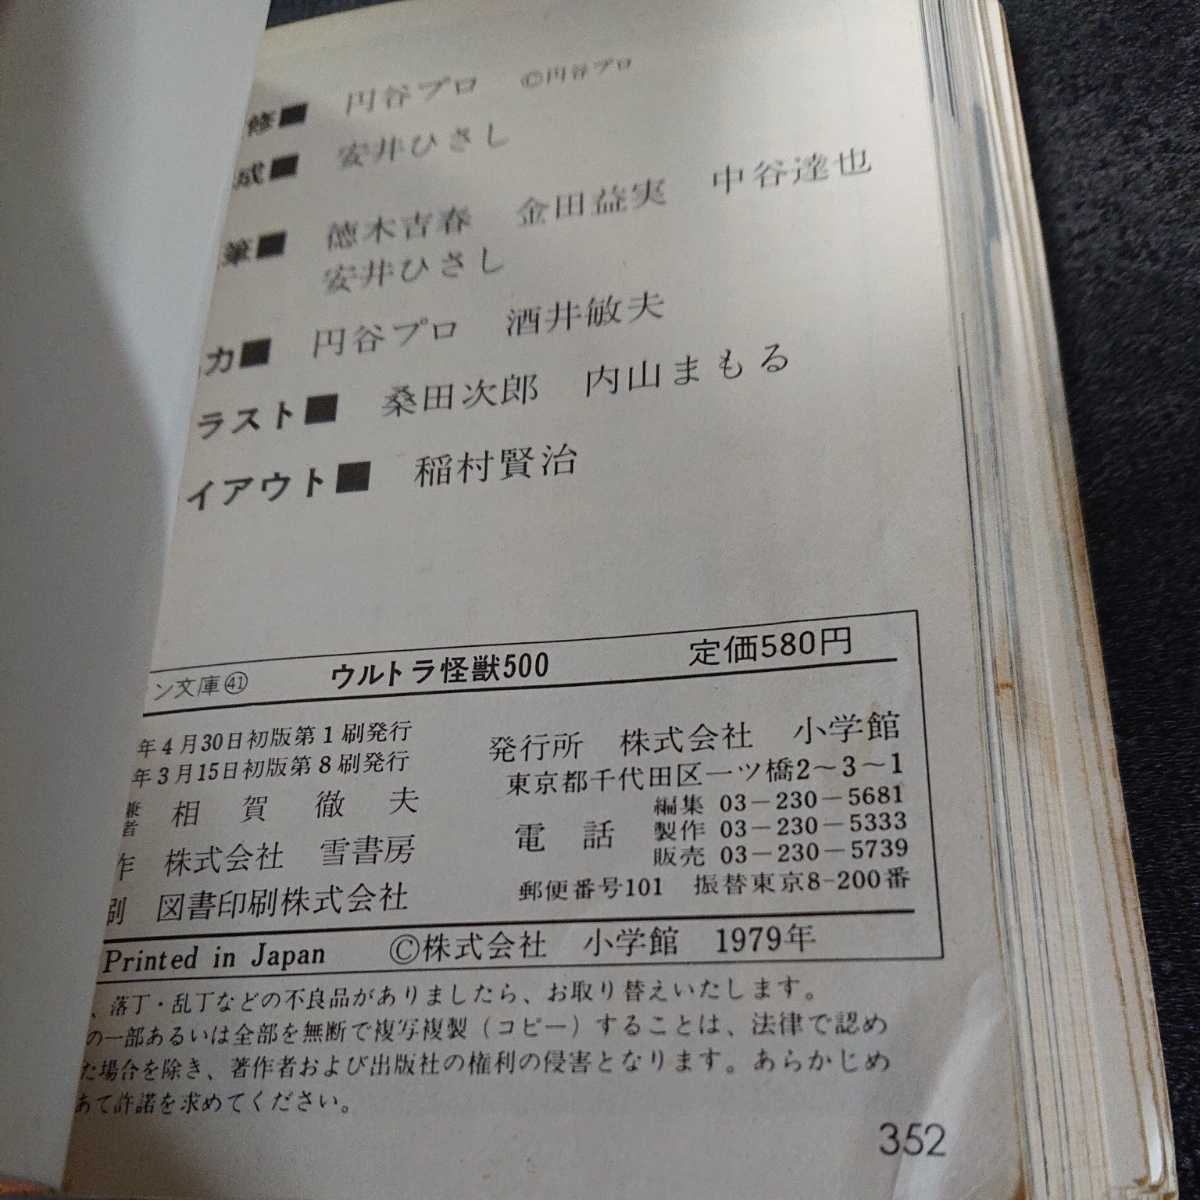 修■ 円谷プロ ©円谷プロ
成■ 安井ひさし
筆■ 徳木吉春 金田益実 中谷達也
安井ひさし
力■ 円谷プロ 酒井敏夫
ラスト■ 桑田次郎 内山まもる
イアウト■ 稲村賢治
ン文庫㊶ ウルトラ怪獣500 定価580円
年4月30日初版第1刷発行
年3月15日初版第8刷発行
兼者 相賀徹夫
作 株式会社 雪書房
刷 図書印刷株式会社
発行所 株式会社 小学館
東京都千代田区一ツ橋2〜3〜1
電話 編集 03-230-5681
製作 03-230-5333
販売 03-230-5739
郵便番号101 振替東京8-200番
Printed in Japan ©株式会社 小学館 1979年
、落丁・乱丁などの不良品がありましたら、お取り替えいたします。
の一部あるいは全部を無断で複写複製（コピー）することは、法律で認め
た場合を除き、著作者および出版社の権利の侵害となります。あらかじめ
あて許諾を求めてください。
352